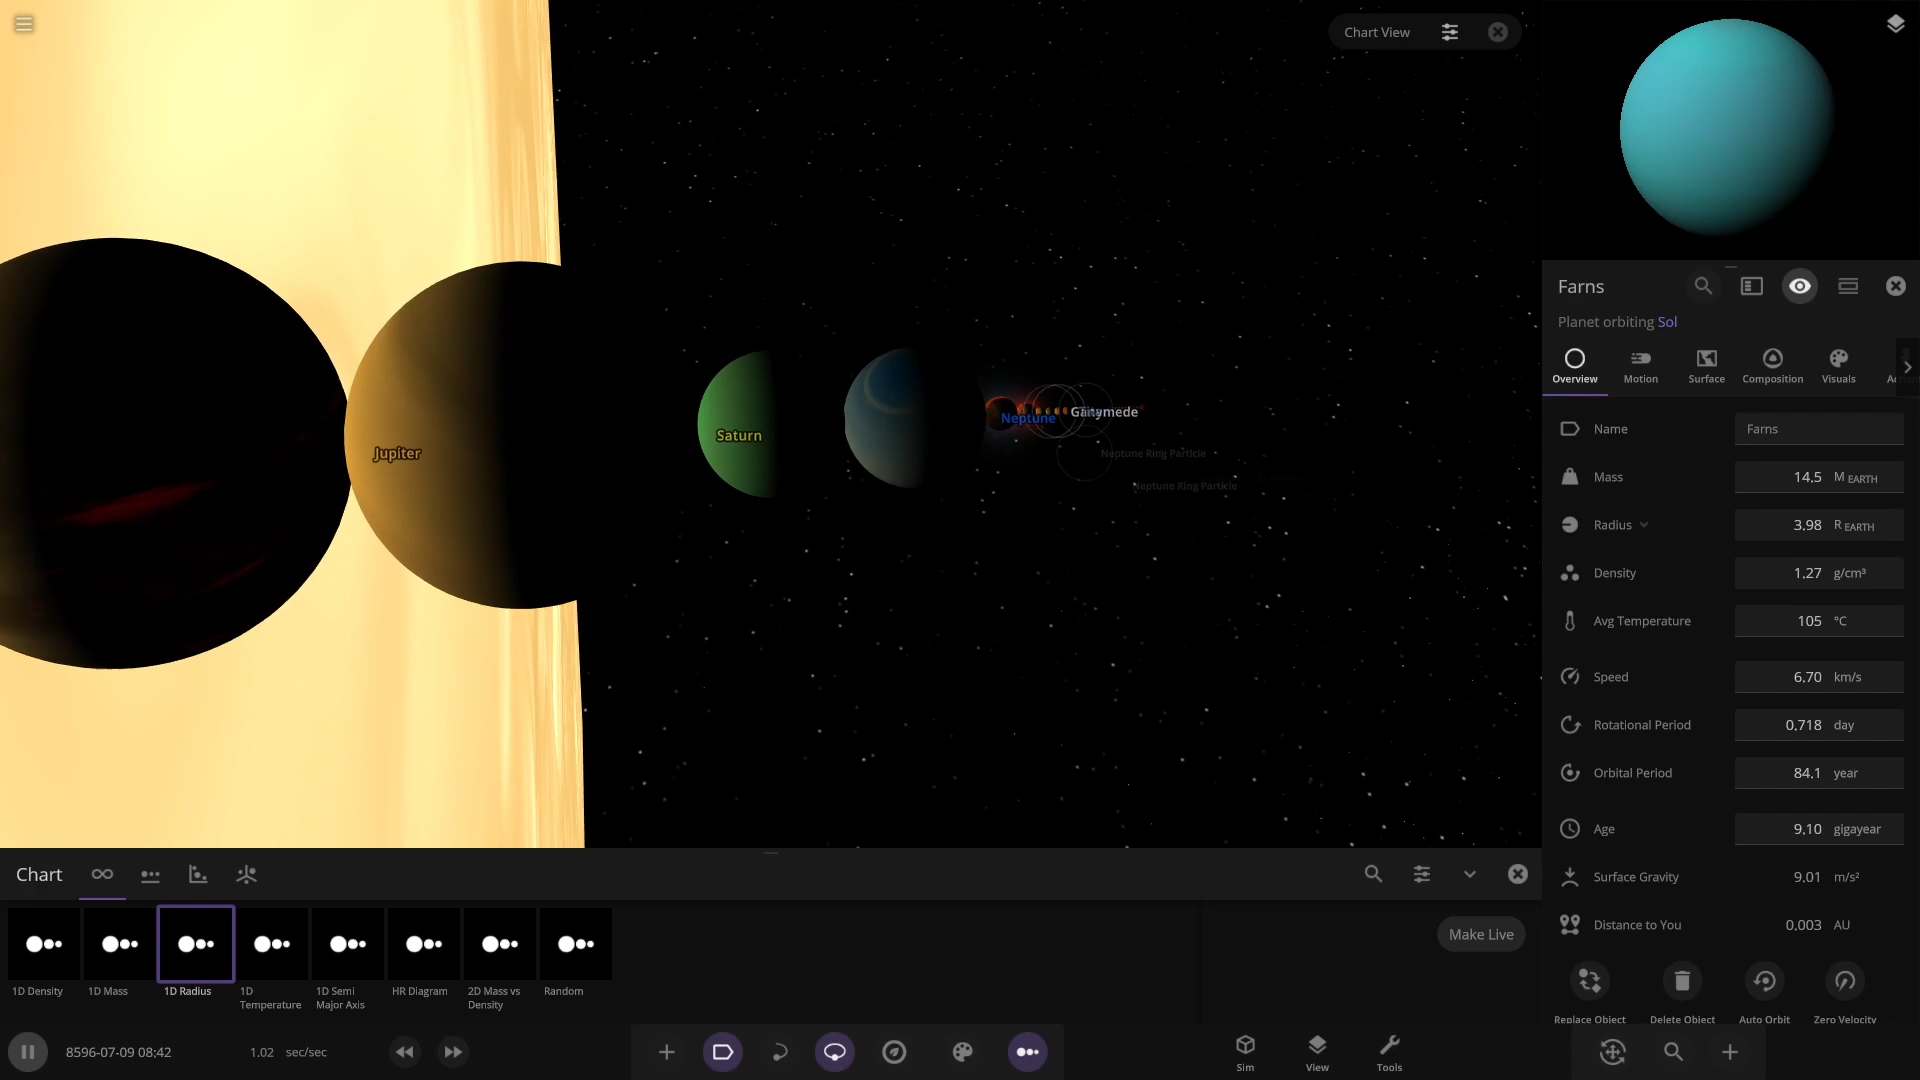 Chart View
Jupiter
Saturn
Neptune
Ganymede
Neptune Ring Particle
Neptune Ring Particle
Farns
Planet orbiting Sol
Overview
Motion
Surface
Composition
Visuals
Name
Farns
Mass
14.5 M EARTH
Radius
3.98 R EARTH
Density
1.27 g/cm³
Avg Temperature
105 °C
Speed
6.70 km/s
Rotational Period
0.718 day
Orbital Period
84.1 year
Age
9.10 gigayear
Surface Gravity
9.01 m/s²
Distance to You
0.003 AU
Replace Object
Delete Object
Auto Orbit
Zero Velocity
Chart
Make Live
1D Density
1D Mass
1D Radius
1D
Temperature
1D Semi
Major Axis
HR Diagram
2D Mass vs
Density
Random
8596-07-09 08:42
1.02 sec/sec
Sim
View
Tools